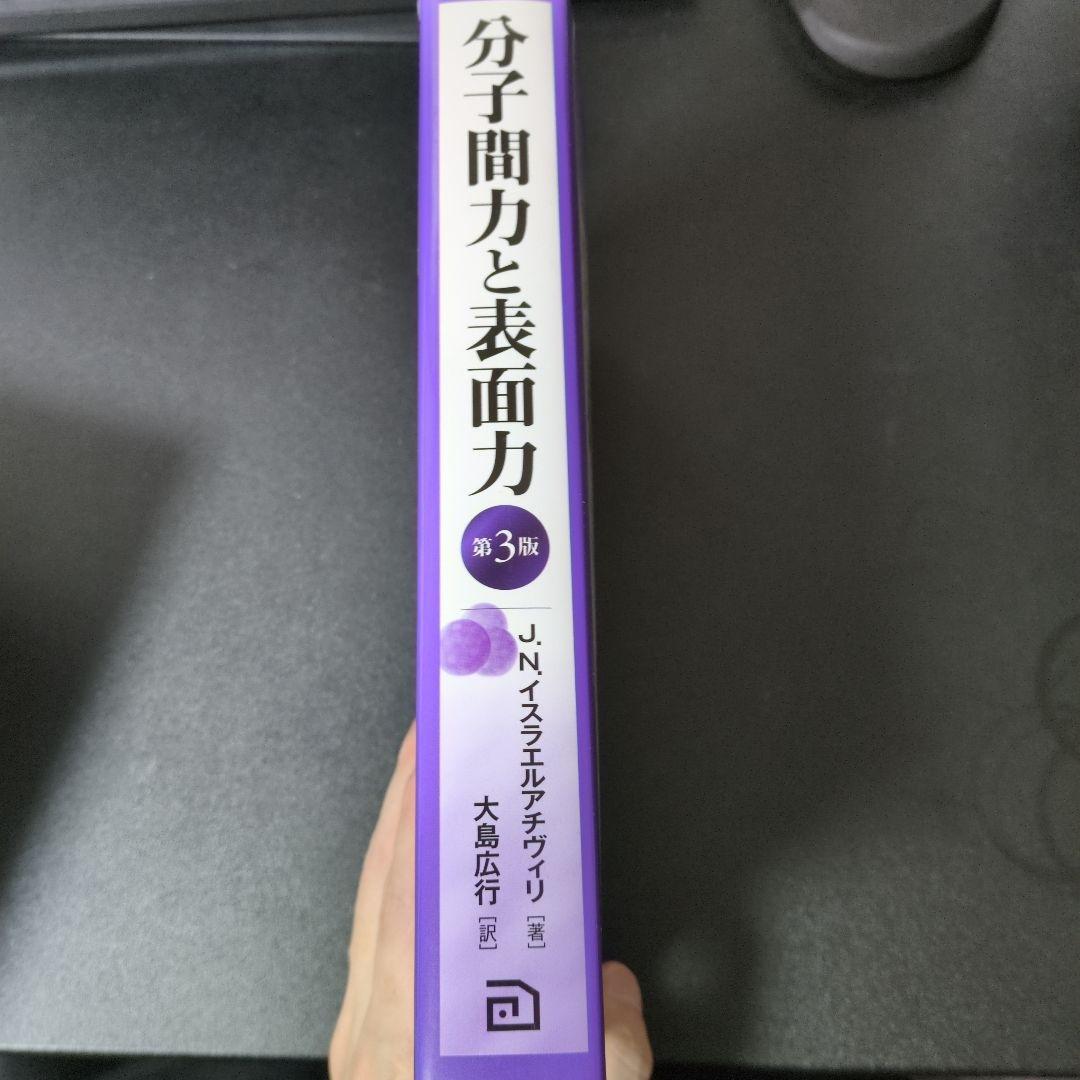 分子間力と表面力
第3版
J.N.イスラエルアチヴィリ[著]
大島広行[訳]